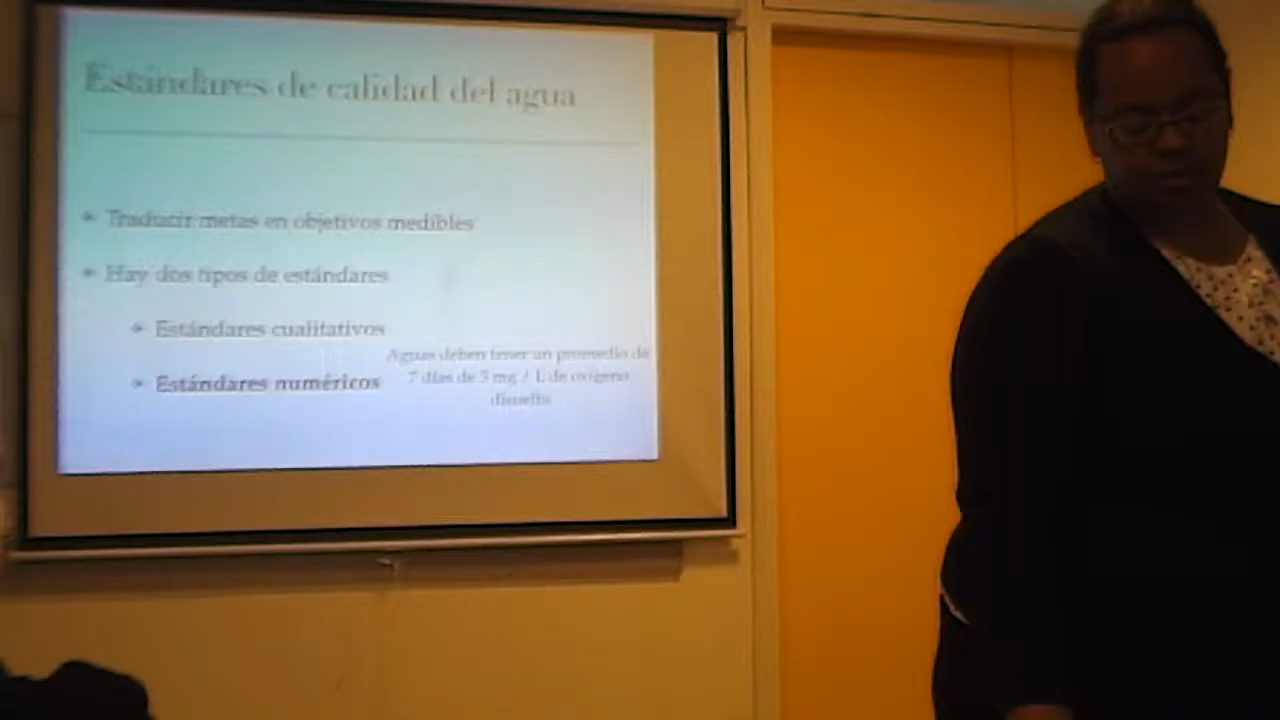 Estándares de calidad del agua
Traducir metas en objetivos medibles
Hay dos tipos de estándares
Estándares cualitativos
Estándares numéricos
Aguas deben tener un promedio de
7 días de 5 mg / L de oxígeno
disuelto